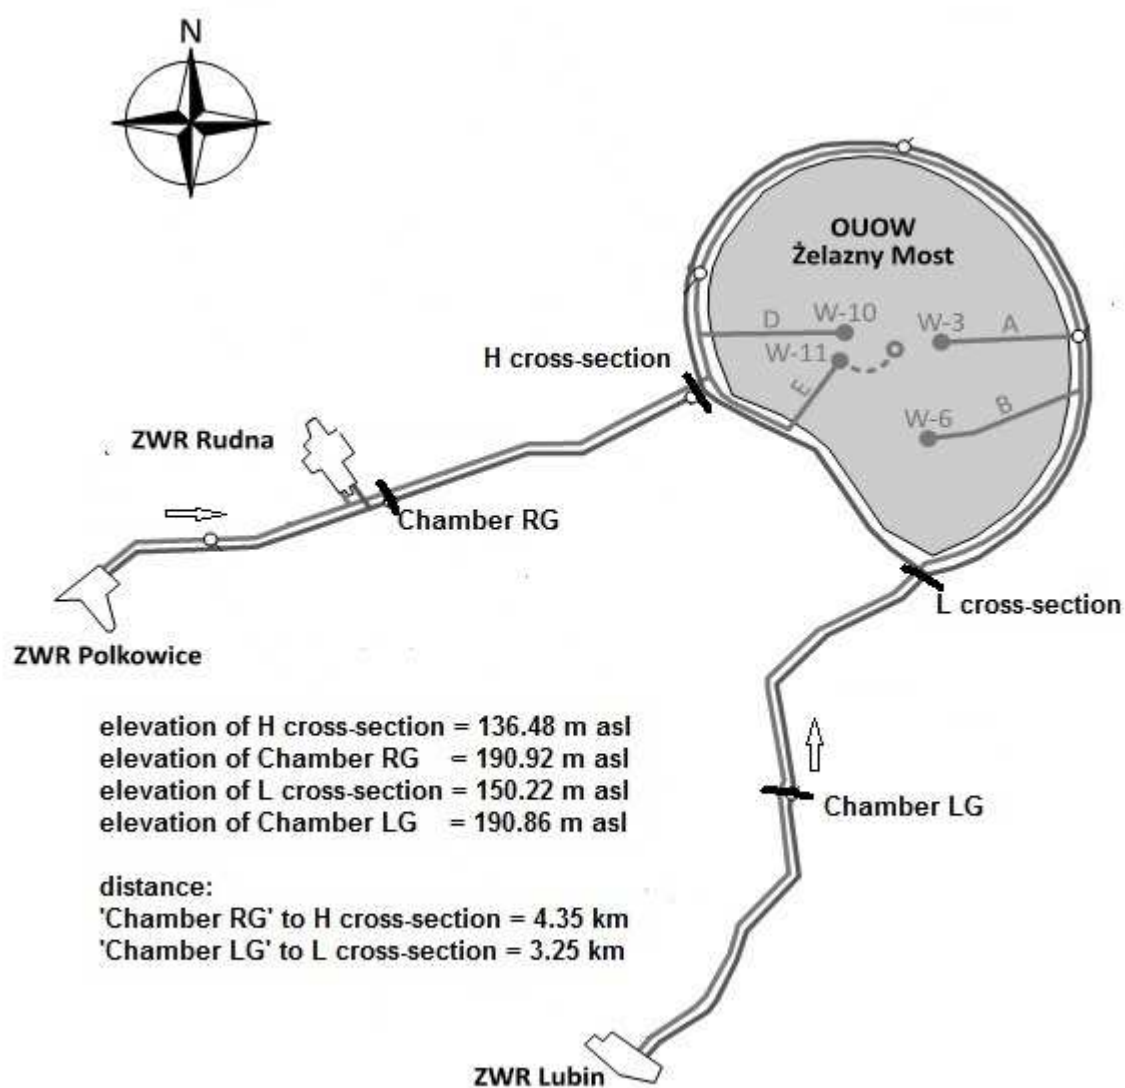 N
OUOW
Żelazny Most
D
W-10
W-3
A
W-11
E
H cross-section
W-6
B
ZWR Rudna
Chamber RG
L cross-section
ZWR Polkowice
elevation of H cross-section = 136.48 m asl
elevation of Chamber RG = 190.92 m asl
elevation of L cross-section = 150.22 m asl
elevation of Chamber LG = 190.86 m asl
Chamber LG
distance:
'Chamber RG' to H cross-section = 4.35 km
'Chamber LG' to L cross-section = 3.25 km
ZWR Lubin